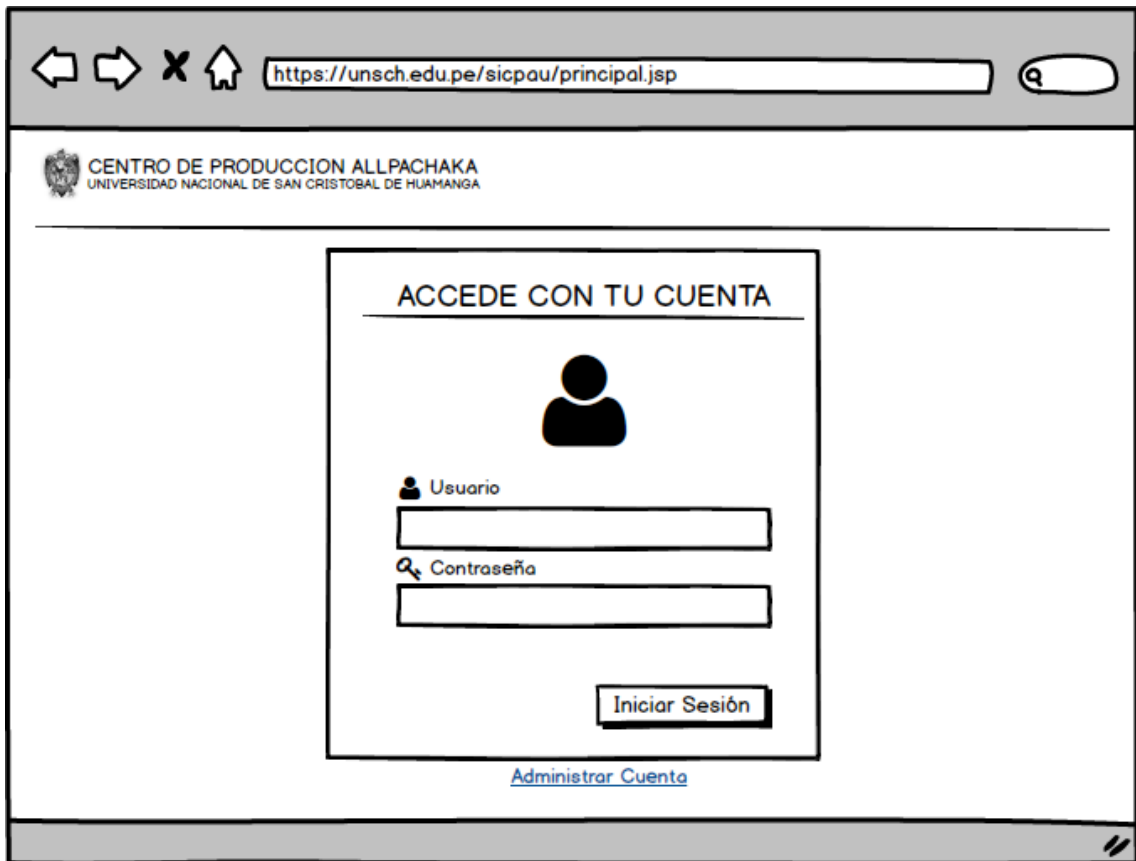 https://unsch.edu.pe/sicpau/principal.jsp
CENTRO DE PRODUCCION ALLPACHAKA
UNIVERSIDAD NACIONAL DE SAN CRISTOBAL DE HUAMANGA
ACCEDE CON TU CUENTA
Usuario
Contraseña
Iniciar Sesión
Administrar Cuenta